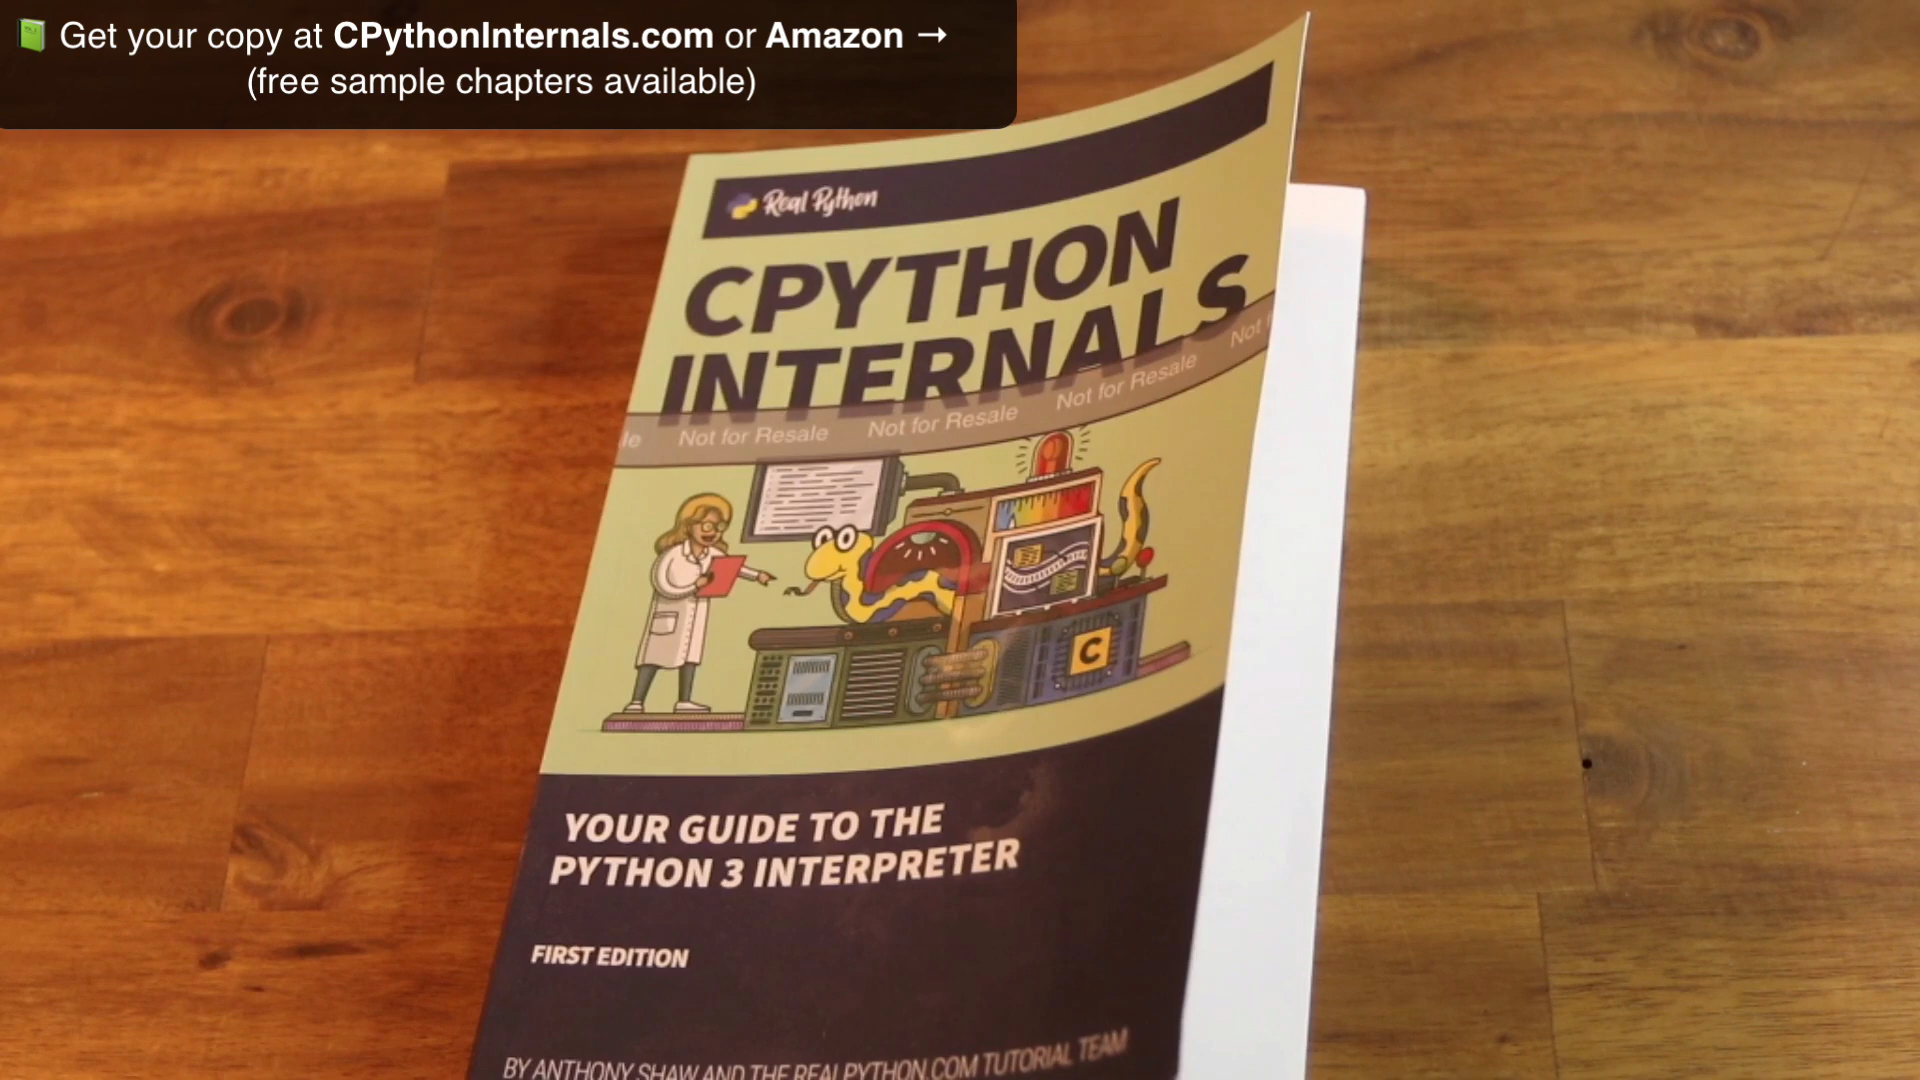 Get your copy at CPythonInternals.com or Amazon →
(free sample chapters available)
Real Python
CPYTHON
INTERNALS
le Not for Resale Not for Resale Not for Resale Not f
C
YOUR GUIDE TO THE
PYTHON 3 INTERPRETER
FIRST EDITION
BY ANTHONY SHAW AND THE REALPYTHON.COM TUTORIAL TEAM